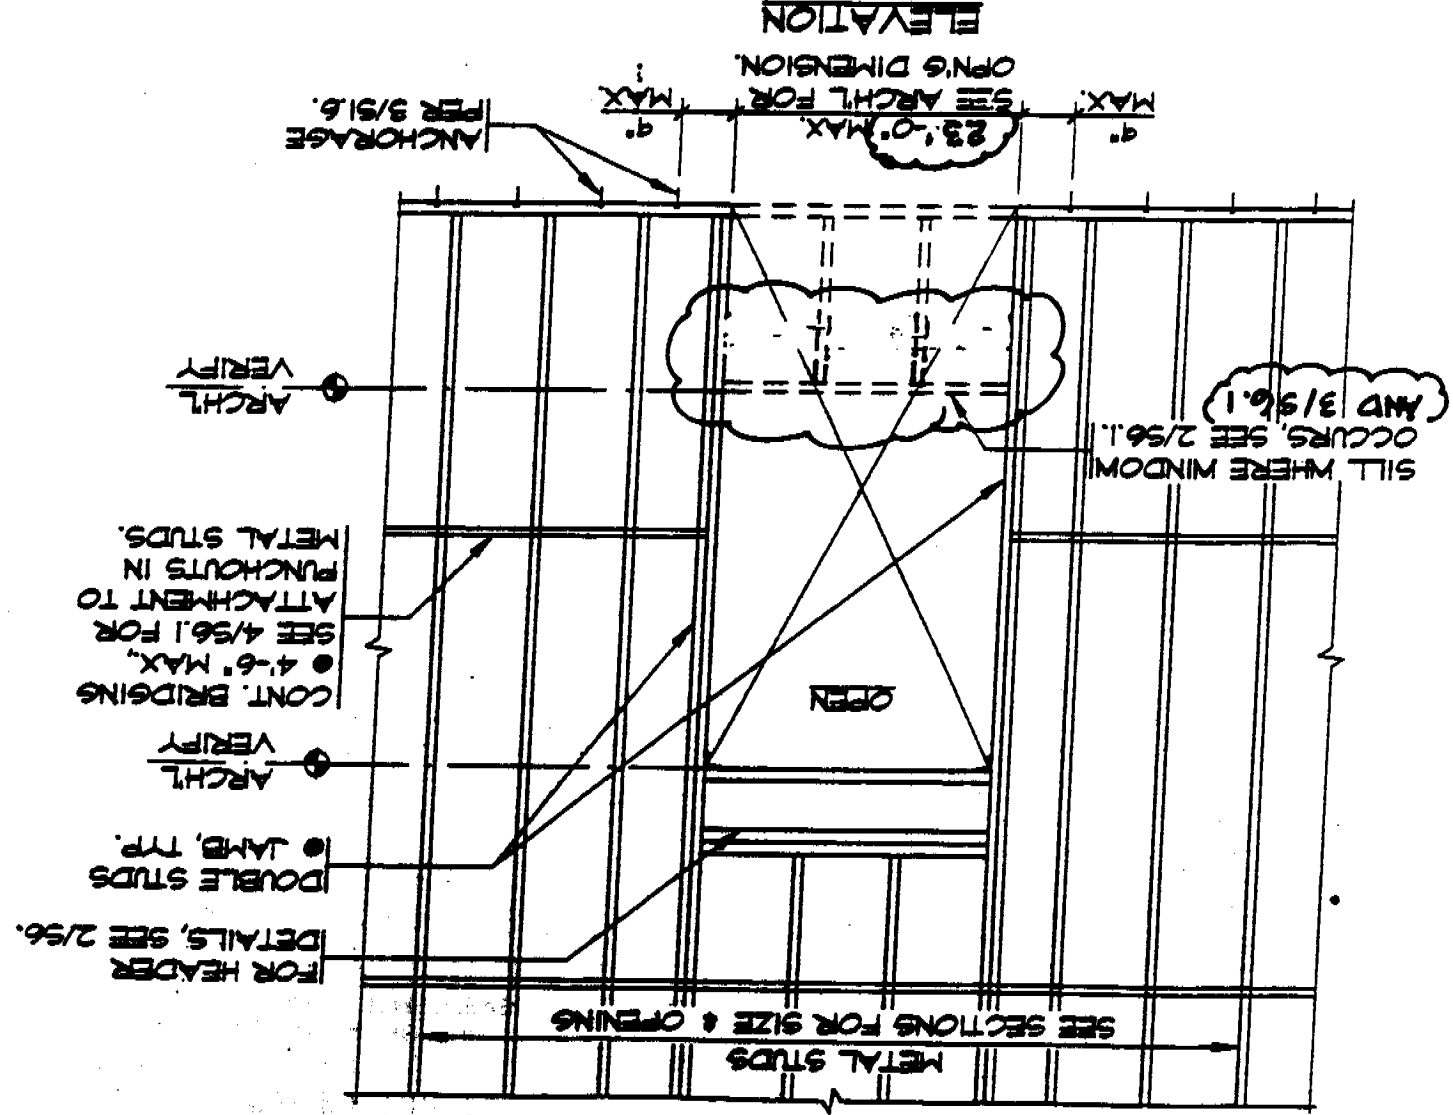 METAL STUDS
SEE SECTIONS FOR SIZE & OPENING
FOR HEADER
DETAILS, SEE 2/S6.
DOUBLE STUDS
@ JAMB, TYP.
ARCH'L
VERIFY
OPEN
CONT. BRIDGING
@ 4'-6" MAX.,
SEE 4/S6.1 FOR
ATTACHMENT TO
PUNCHOUTS IN
METAL STUDS.
SILL WHERE WINDOW
OCCURS, SEE 2/S6.1.
AND 3/S6.1
ARCH'L
VERIFY
ANCHORAGE
PER 3/S1.6.
9"
MAX.
23'-0" MAX.
SEE ARCH'L FOR
OPN'G DIMENSION.
9"
MAX
ELEVATION